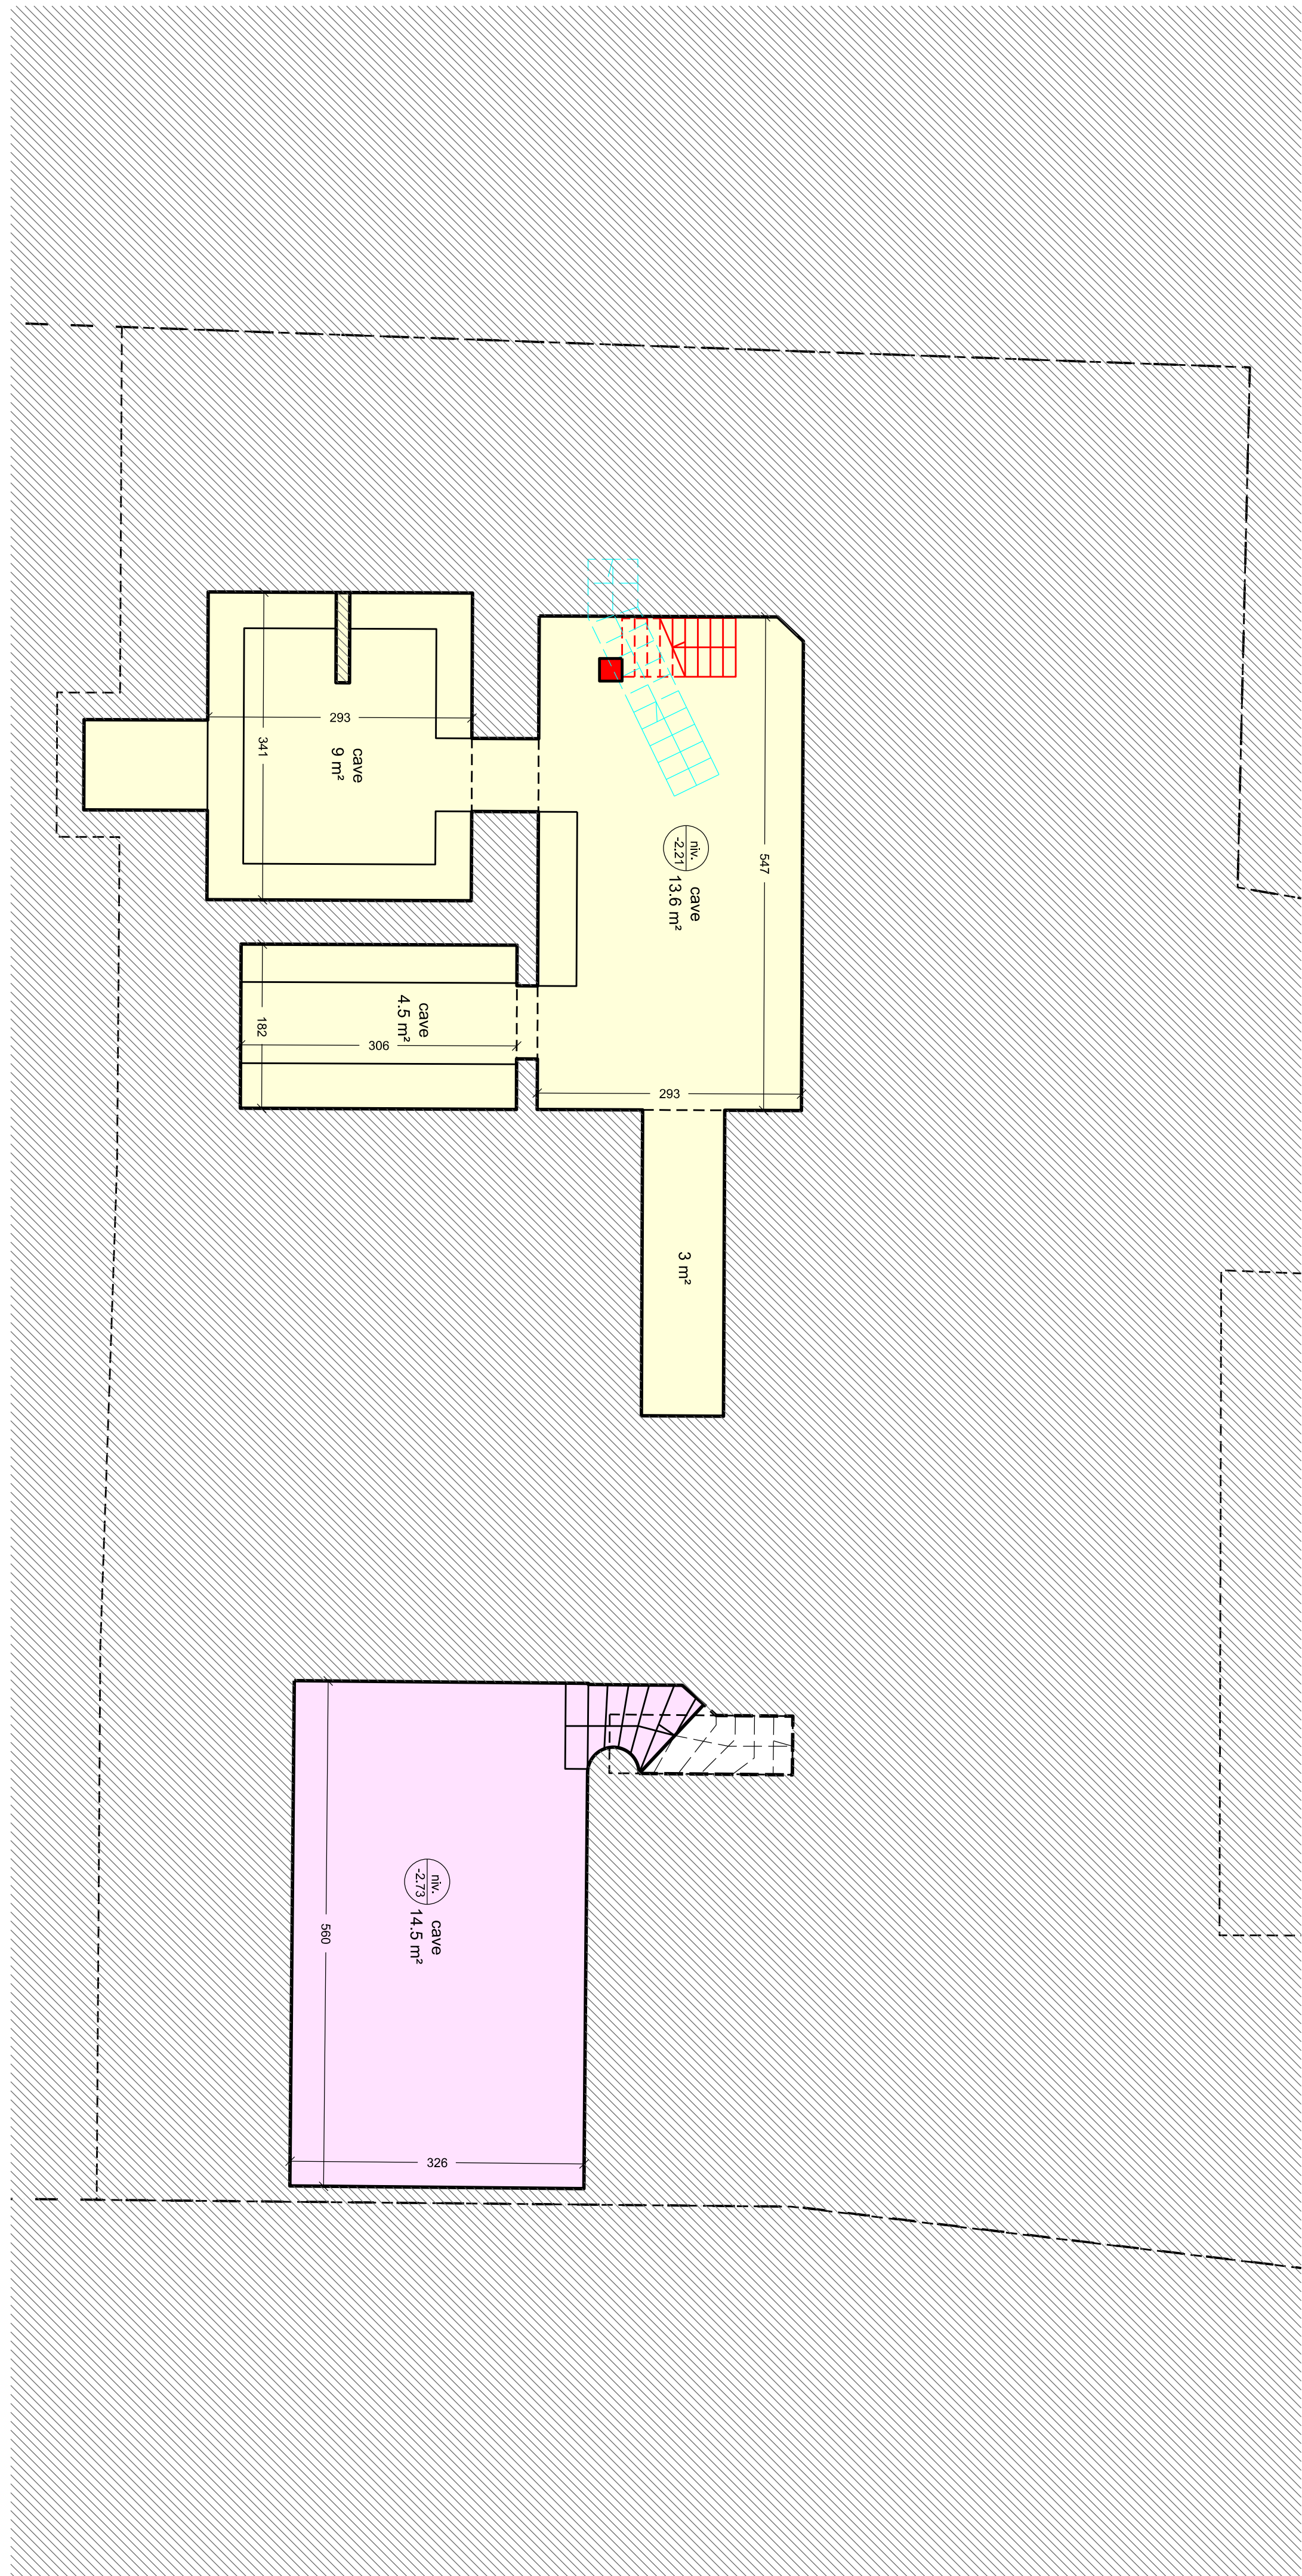 293
341
cave
9 m²
niv.
-2.21
cave
13.6 m²
547
cave
4.5 m²
182
306
293
3 m²
niv.
-2.73
cave
14.5 m²
560
326